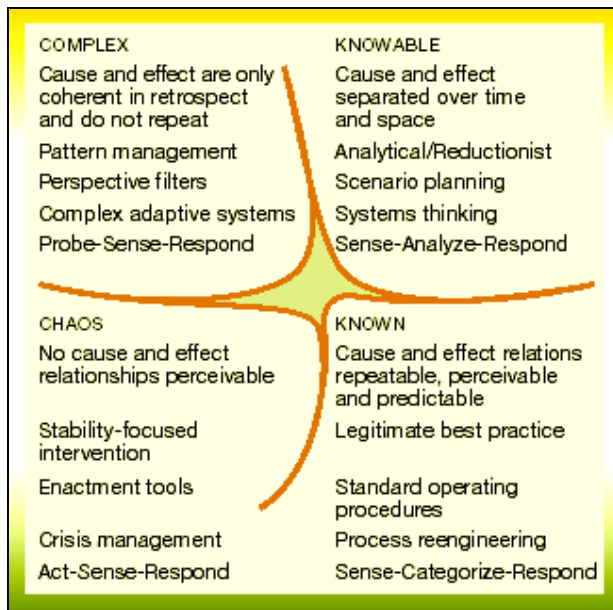 COMPLEX
Cause and effect are only
coherent in retrospect
and do not repeat
Pattern management
Perspective filters
Complex adaptive systems
Probe-Sense-Respond
KNOWABLE
Cause and effect
separated over time
and space
Analytical/Reductionist
Scenario planning
Systems thinking
Sense-Analyze-Respond
CHAOS
No cause and effect
relationships perceivable
Stability-focused
intervention
Enactment tools
Crisis management
Act-Sense-Respond
KNOWN
Cause and effect relations
repeatable, perceivable
and predictable
Legitimate best practice
Standard operating
procedures
Process reengineering
Sense-Categorize-Respond